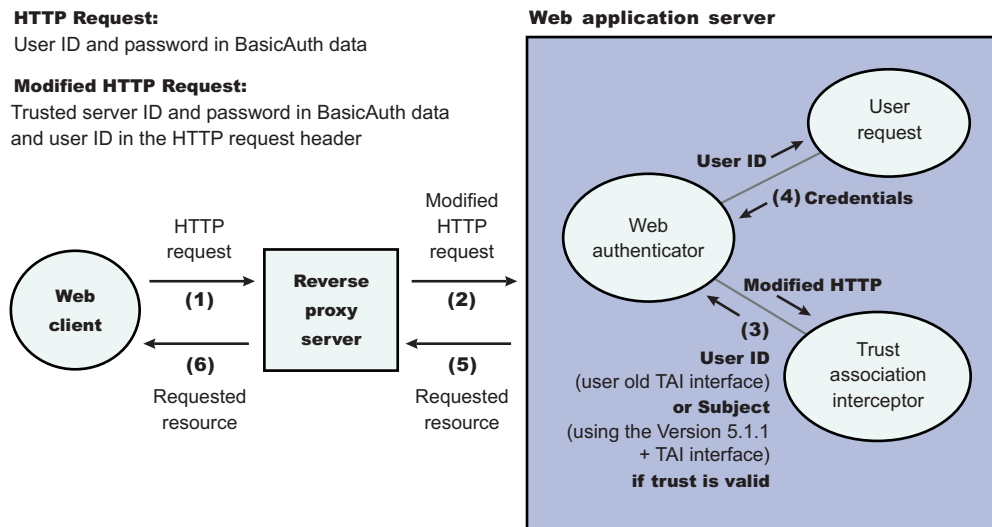 HTTP Request:
User ID and password in BasicAuth data
Modified HTTP Request:
Trusted server ID and password in BasicAuth data
and user ID in the HTTP request header
Web application server
User
request
User ID
(4) Credentials
Web
authenticator
Modified HTTP
(3)
User ID
(user old TAI interface)
or Subject
(using the Version 5.1.1
+ TAI interface)
if trust is valid
Trust
association
interceptor
Web
client
HTTP
request
(1)
(6)
Requested
resource
Reverse
proxy
server
Modified
HTTP
request
(2)
(5)
Requested
resource